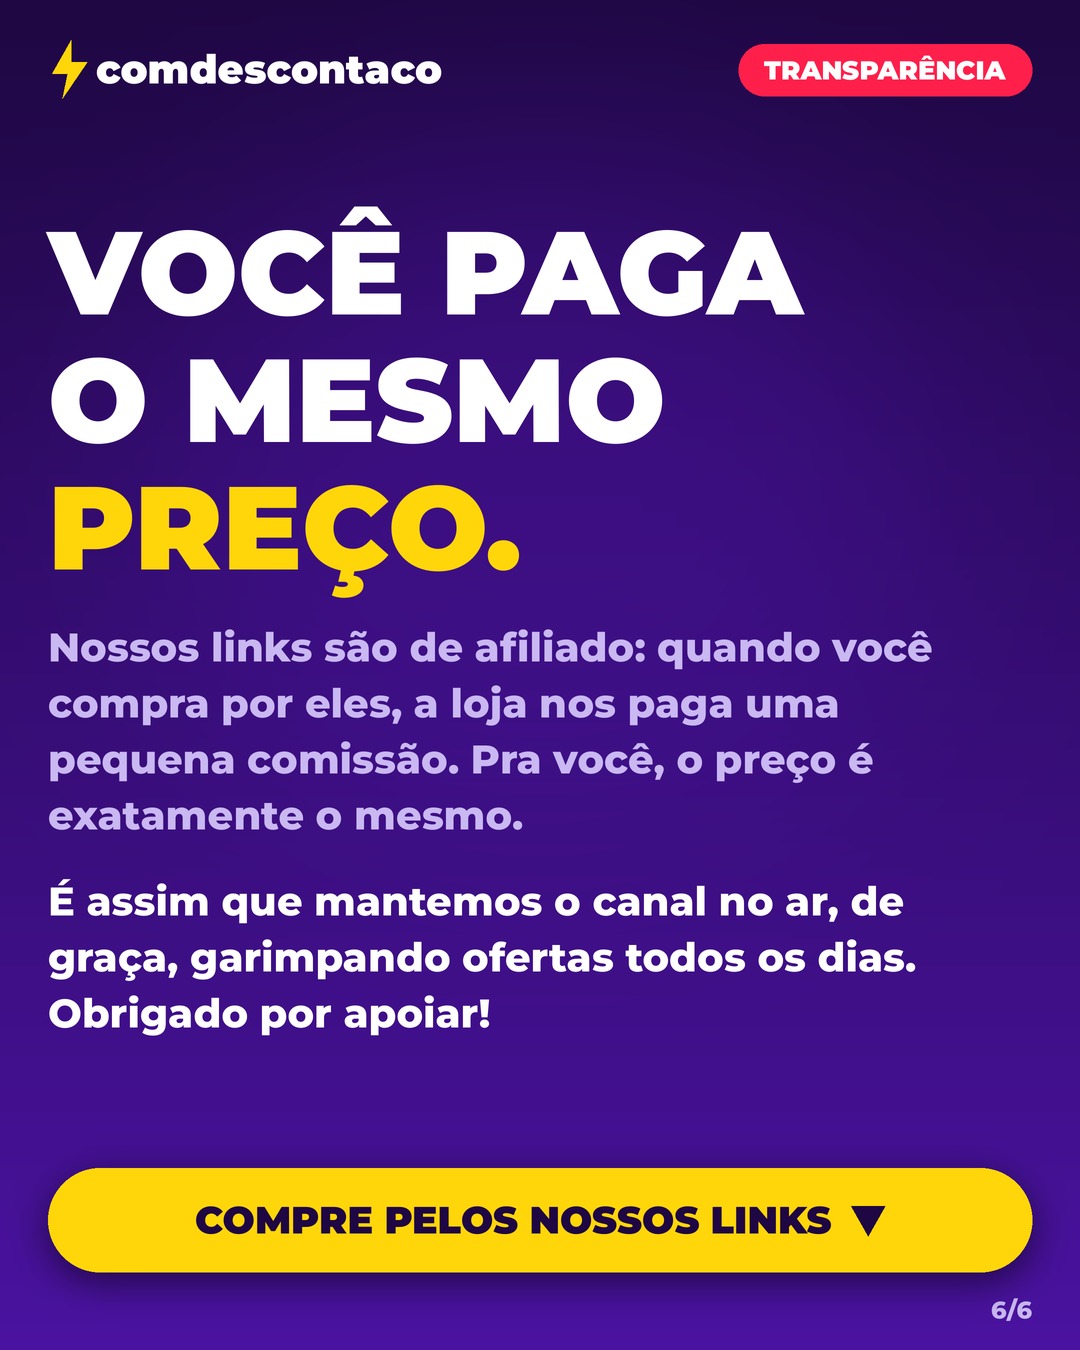 comdescontaco
TRANSPARÊNCIA
VOCÊ PAGA
O MESMO
PREÇO.
Nossos links são de afiliado: quando você
compra por eles, a loja nos paga uma
pequena comissão. Pra você, o preço é
exatamente o mesmo.
É assim que mantemos o canal no ar, de
graça, garimpando ofertas todos os dias.
Obrigado por apoiar!
COMPRE PELOS NOSSOS LINKS ▼
6/6